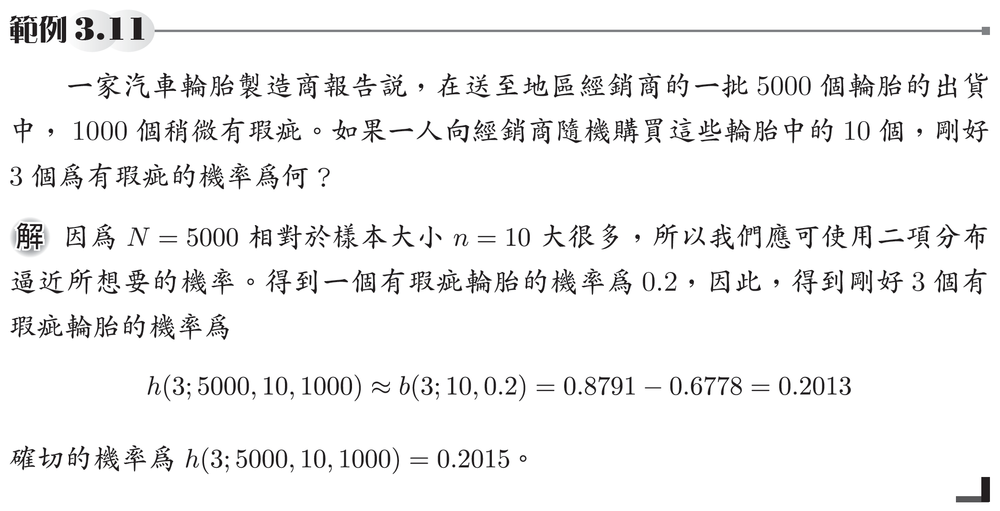 範例 3.11
一家汽車輪胎製造商報告說，在送至地區經銷商的一批 5000 個輪胎的出貨
中，1000 個稍微有瑕疵。如果一人向經銷商隨機購買這些輪胎中的 10 個，剛好
3 個爲有瑕疵的機率爲何？
解 因爲 N = 5000 相對於樣本大小 n = 10 大很多，所以我們應可使用二項分布
逼近所想要的機率。得到一個有瑕疵輪胎的機率爲 0.2，因此，得到剛好 3 個有
瑕疵輪胎的機率爲
h(3; 5000, 10, 1000) ≈ b(3; 10, 0.2) = 0.8791 − 0.6778 = 0.2013
確切的機率爲 h(3; 5000, 10, 1000) = 0.2015。